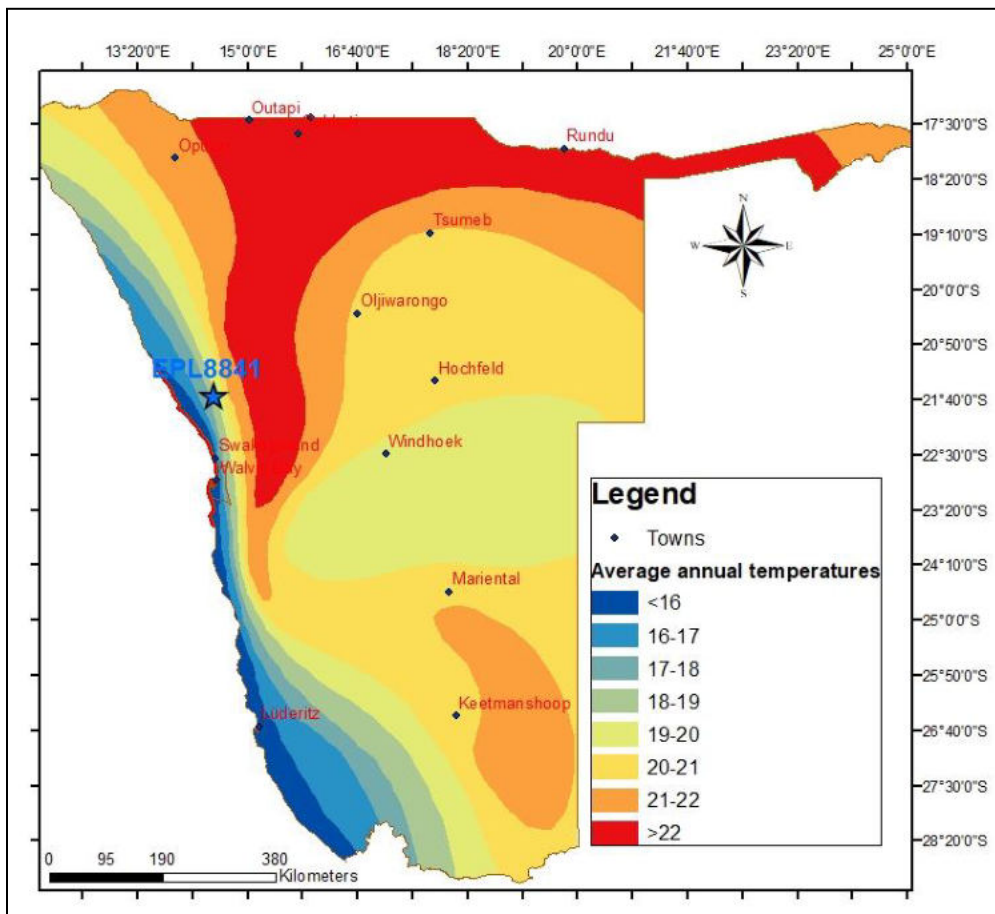 13°20'0"E 15°0'0"E 16°40'0"E 18°20'0"E 20°0'0"E 21°40'0"E 23°20'0"E 25°0'0"E
17°30'0"S
18°20'0"S
19°10'0"S
20°0'0"S
20°50'0"S
21°40'0"S
22°30'0"S
23°20'0"S
24°10'0"S
25°0'0"S
25°50'0"S
26°40'0"S
27°30'0"S
28°20'0"S
Outapi
Rundu
Tsumeb
Oljiwarongo
EPL8841
Hochfeld
Windhoek
Mariental
Keetmanshoop
Lüderitz
N
W E
S
Legend
Towns
Average annual temperatures
<16
16-17
17-18
18-19
19-20
20-21
21-22
>22
0 95 190 380
Kilometers